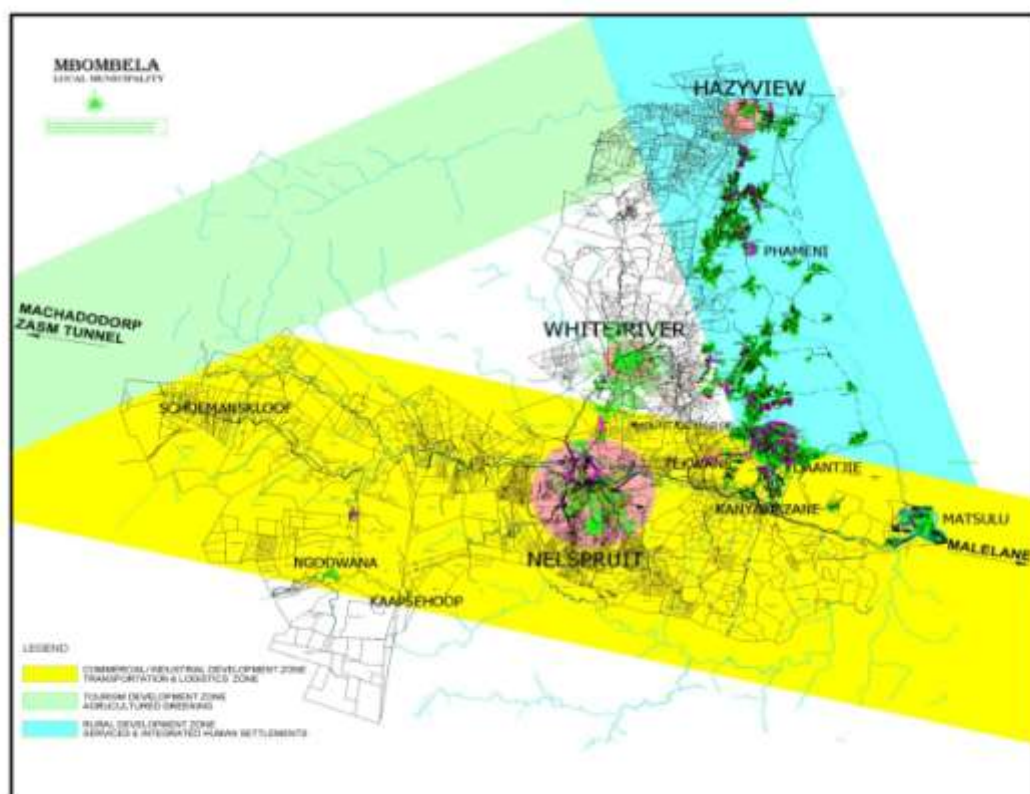 MBOMBELA
LOCAL MUNICIPALITY
HAZYVIEW
PHAMENI
MACHADODORP
ZASM TUNNEL
WHITE RIVER
SCHOEMANSKLOOF
TEKWANE
KANYAMAZANE
MATSULU
MALELANE
NELSPRUIT
NGODWANA
KAAPSEHOOP
LEGEND
COMMERCIAL/INDUSTRIAL DEVELOPMENT ZONE
TRANSPORTATION & LOGISTICS ZONE
TOURISM DEVELOPMENT ZONE
RURAL DEVELOPMENT ZONE
SERVICES & INTEGRATED HUMAN SETTLEMENTS